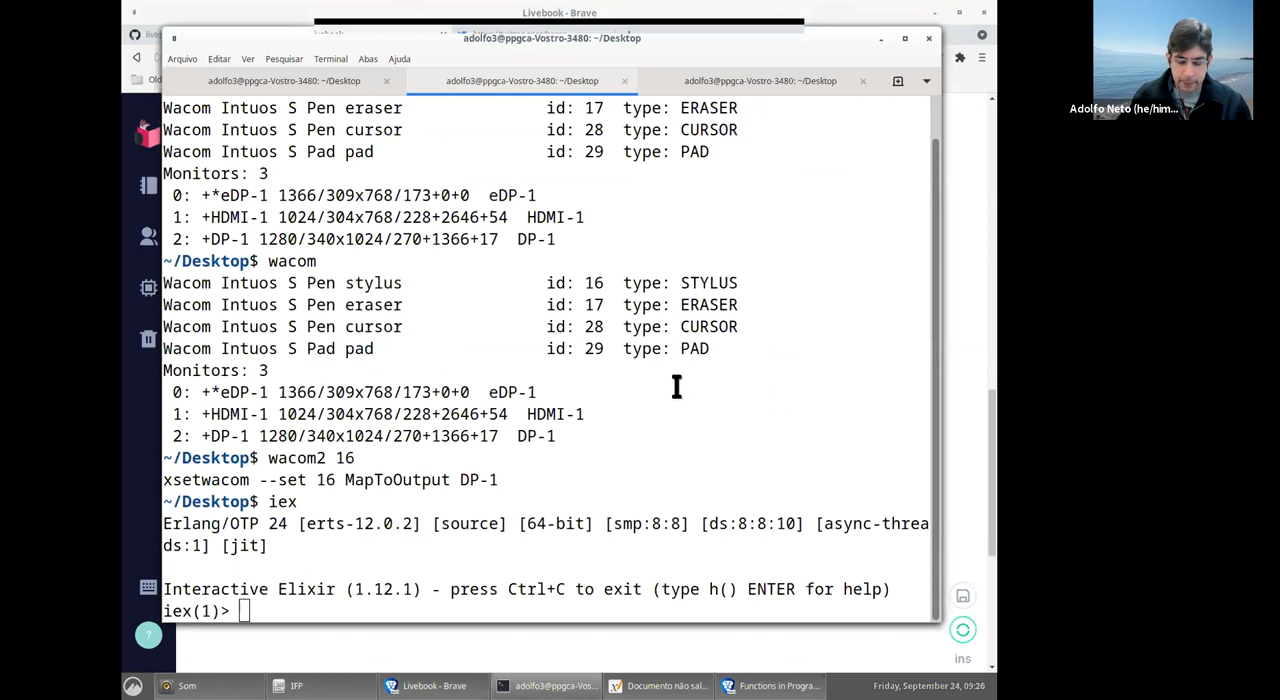 Livebook - Brave
adolfo3@ppgca-Vostro-3480: ~/Desktop
Arquivo Editar Ver Pesquisar Terminal Abas Ajuda
Old
adolfo3@ppgca-Vostro-3480: ~/Desktop adolfo3@ppgca-Vostro-3480: ~/Desktop adolfo3@ppgca-Vostro-3480: ~/Desktop
Adolfo Neto (he/him...
Wacom Intuos S Pen eraser id: 17 type: ERASER
Wacom Intuos S Pen cursor id: 28 type: CURSOR
Wacom Intuos S Pad pad id: 29 type: PAD
Monitors: 3
0: +*eDP-1 1366/309x768/173+0+0 eDP-1
1: +HDMI-1 1024/304x768/228+2646+54 HDMI-1
2: +DP-1 1280/340x1024/270+1366+17 DP-1
~/Desktop$ wacom
Wacom Intuos S Pen stylus id: 16 type: STYLUS
Wacom Intuos S Pen eraser id: 17 type: ERASER
Wacom Intuos S Pen cursor id: 28 type: CURSOR
Wacom Intuos S Pad pad id: 29 type: PAD
Monitors: 3
0: +*eDP-1 1366/309x768/173+0+0 eDP-1
1: +HDMI-1 1024/304x768/228+2646+54 HDMI-1
2: +DP-1 1280/340x1024/270+1366+17 DP-1
~/Desktop$ wacom2 16
xsetwacom --set 16 MapToOutput DP-1
~/Desktop$ iex
Erlang/OTP 24 [erts-12.0.2] [source] [64-bit] [smp:8:8] [ds:8:8:10] [async-threa
ds:1] [jit]
Interactive Elixir (1.12.1) - press Ctrl+C to exit (type h() ENTER for help)
iex(1)>
?
ins
Som IFP Livebook - Brave adolfo3@ppgca-Vos... Documento não sal... Functions in Progra... Friday, September 24, 09:26